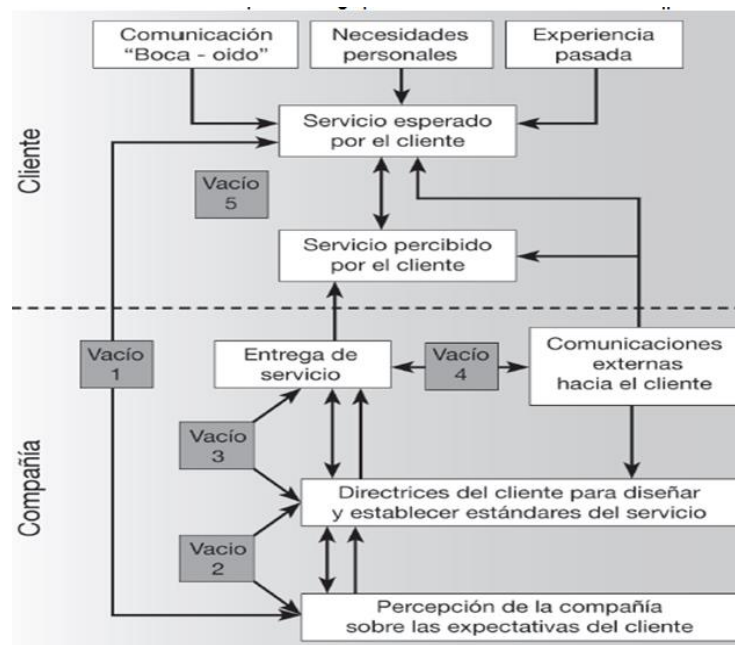 Comunicación
"Boca - oido"
Necesidades
personales
Experiencia
pasada
Servicio esperado
por el cliente
Cliente
Vacío
5
Servicio percibido
por el cliente
Vacío
1
Entrega de
servicio
Vacío
4
Comunicaciones
externas
hacia el cliente
Compañía
Vacío
3
Directrices del cliente para diseñar
y establecer estándares del servicio
Vacio
2
Percepción de la compañía
sobre las expectativas del cliente